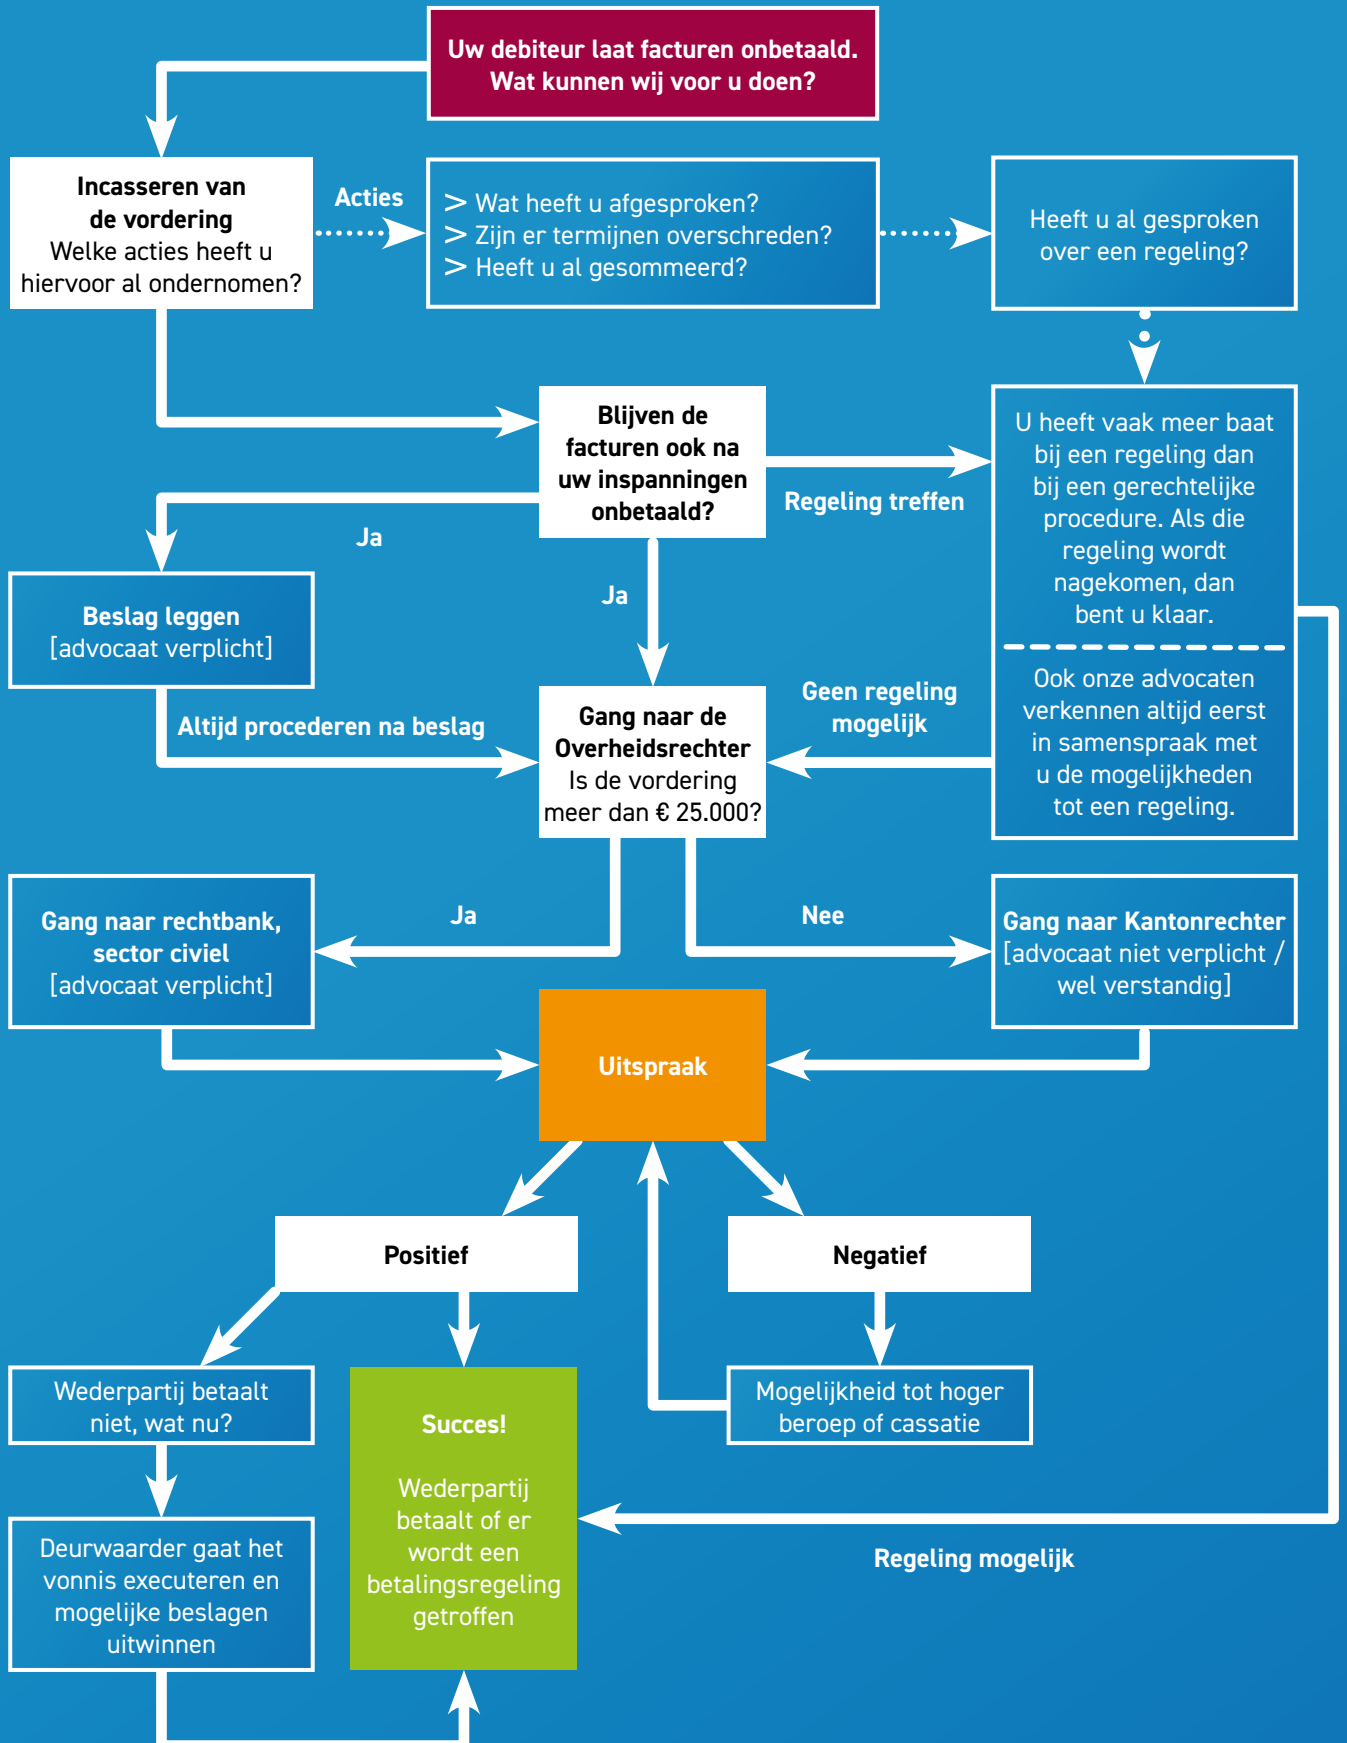 Uw debiteur laat facturen onbetaald.
Wat kunnen wij voor u doen?
Incasseren van
de vordering
Welke acties heeft u
hiervoor al ondernomen?
Acties
> Wat heeft u afgesproken?
> Zijn er termijnen overschreden?
> Heeft u al gesommeerd?
Heeft u al gesproken
over een regeling?
Blijven de
facturen ook na
uw inspanningen
onbetaald?
Regeling treffen
U heeft vaak meer baat
bij een regeling dan
bij een gerechtelijke
procedure. Als die
regeling wordt
nagekomen, dan
bent u klaar.
Ook onze advocaten
verkennen altijd eerst
in samenspraak met
u de mogelijkheden
tot een regeling.
Ja
Ja
Beslag leggen
[advocaat verplicht]
Altijd procederen na beslag
Geen regeling
mogelijk
Gang naar de
Overheidsrechter
Is de vordering
meer dan € 25.000?
Ja
Nee
Gang naar rechtbank,
sector civiel
[advocaat verplicht]
Gang naar Kantonrechter
[advocaat niet verplicht /
wel verstandig]
Uitspraak
Positief
Negatief
Wederpartij betaalt
niet, wat nu?
Succes!
Wederpartij
betaalt of er
wordt een
betalingsregeling
getroffen
Mogelijkheid tot hoger
beroep of cassatie
Deurwaarder gaat het
vonnis executeren en
mogelijke beslagen
uitwinnen
Regeling mogelijk